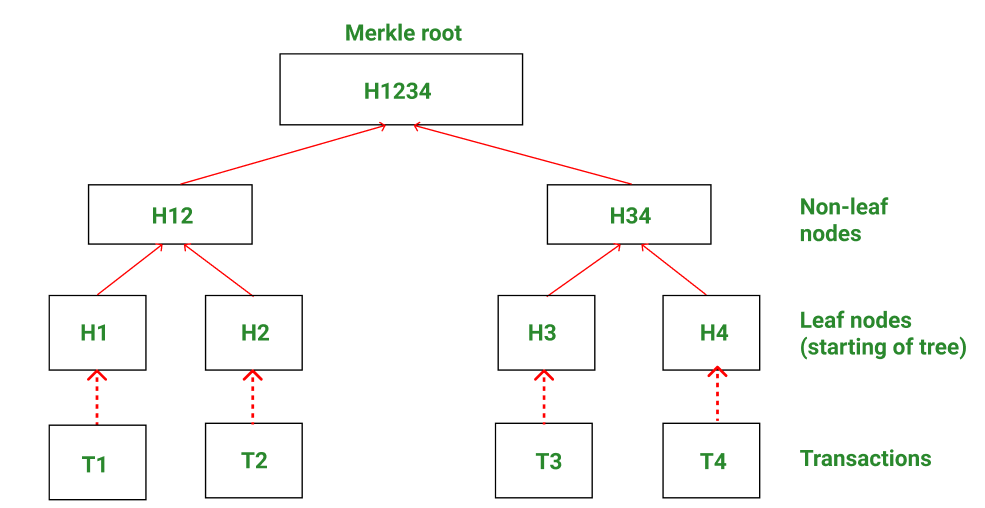 Merkle root
H1234
H12
H34
Non-leaf
nodes
H1
H2
H3
H4
Leaf nodes
(starting of tree)
T1
T2
T3
T4
Transactions